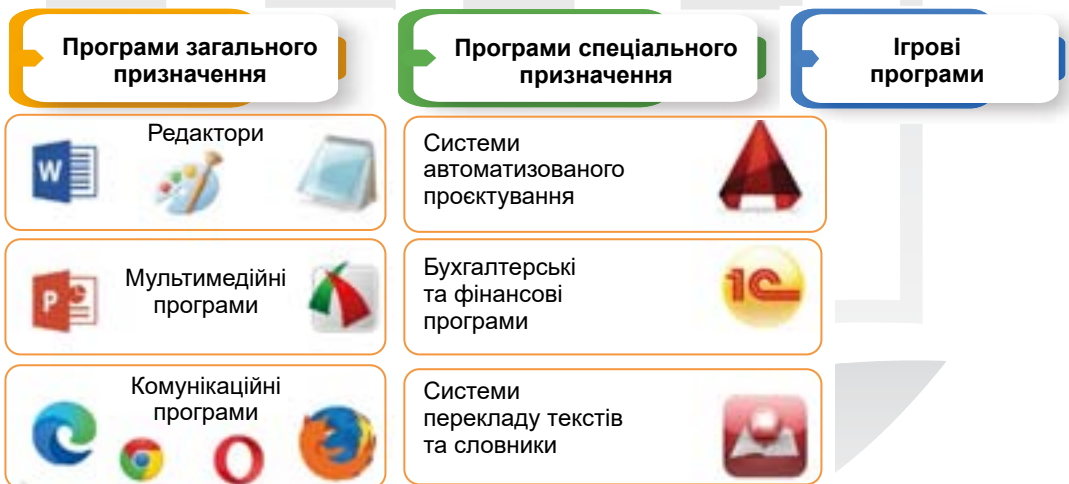 Програми загального
призначення
Програми спеціального
призначення
Ігрові
програми
Редактори
W
Системи
автоматизованого
проєктування
P
Мультимедійні
програми
Бухгалтерські
та фінансові
програми
1С
Комунікаційні
програми
Системи
перекладу текстів
та словники